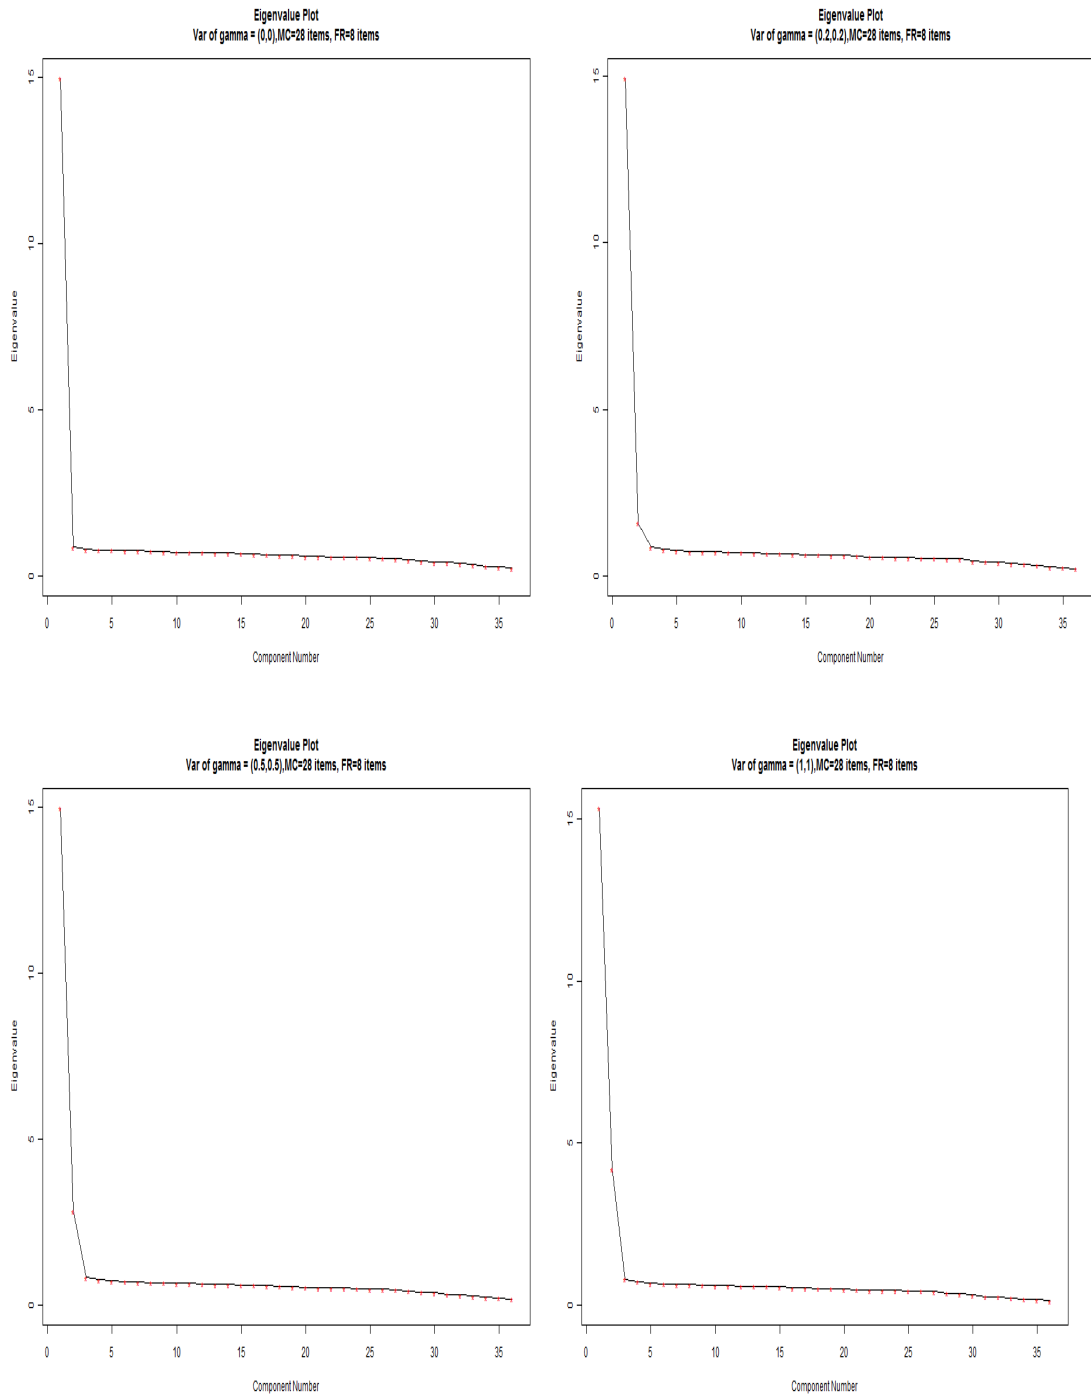 Eigenvalue Plot
Var of gamma = (0,0),MC=28 items, FR=8 items
Eigenvalue
15
10
5
0
0 5 10 15 20 25 30 35
Component Number
Eigenvalue Plot
Var of gamma = (0.2,0.2),MC=28 items, FR=8 items
Eigenvalue
15
10
5
0
0 5 10 15 20 25 30 35
Component Number
Eigenvalue Plot
Var of gamma = (0.5,0.5),MC=28 items, FR=8 items
Eigenvalue
15
10
5
0
0 5 10 15 20 25 30 35
Component Number
Eigenvalue Plot
Var of gamma = (1,1),MC=28 items, FR=8 items
Eigenvalue
15
10
5
0
0 5 10 15 20 25 30 35
Component Number